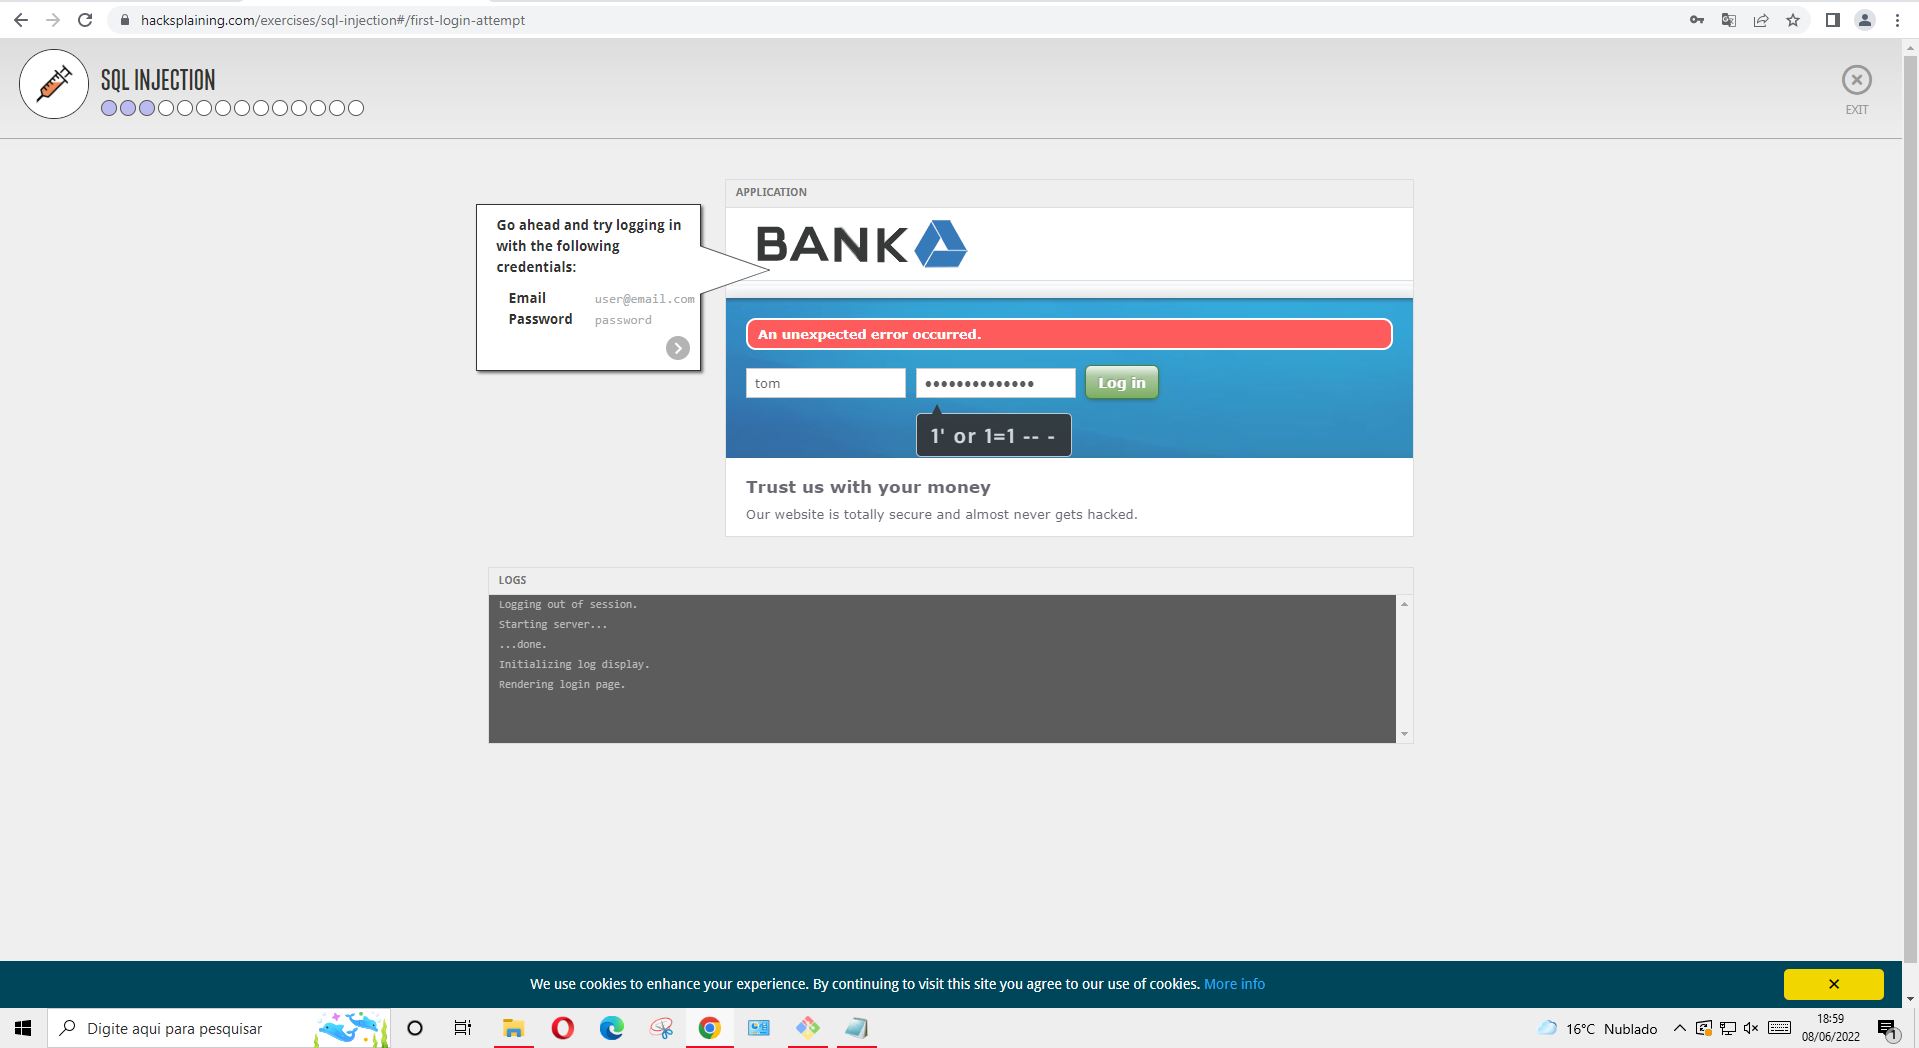 hacksplaining.com/exercises/sql-injection#/first-login-attempt
SQL INJECTION
EXIT
APPLICATION
Go ahead and try logging in
with the following
credentials:
Email user@email.com
Password password
BANK
An unexpected error occurred.
tom •••••••••••••• Log in
1' or 1=1 -- -
Trust us with your money
Our website is totally secure and almost never gets hacked.
LOGS
Logging out of session.
Starting server...
...done.
Initializing log display.
Rendering login page.
We use cookies to enhance your experience. By continuing to visit this site you agree to our use of cookies. More info
Digite aqui para pesquisar
16°C Nublado
18:59
08/06/2022
1